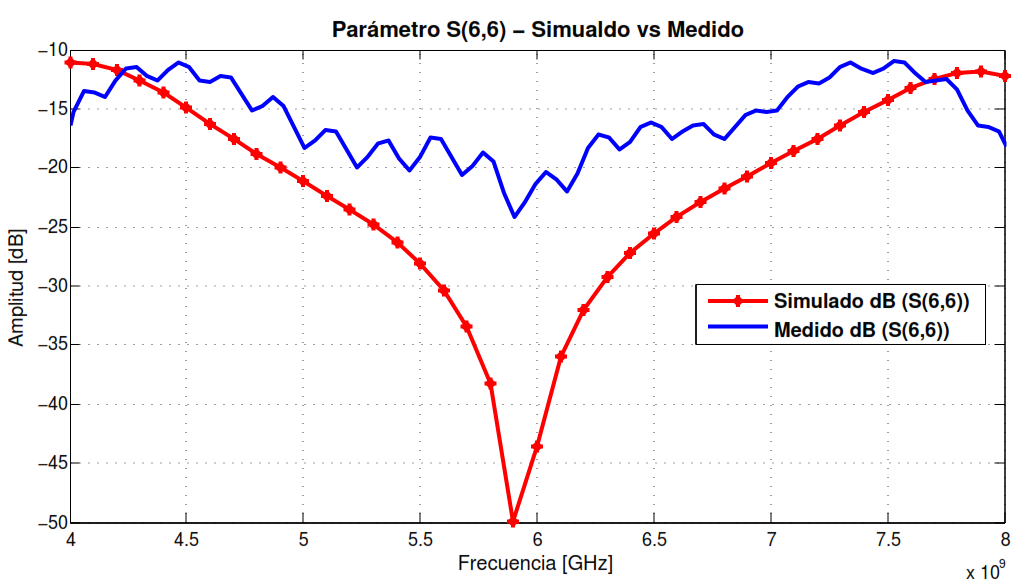 Parámetro S(6,6) – Simualdo vs Medido
Amplitud [dB]
−10
−15
−20
−25
−30
−35
−40
−45
−50
Simulado dB (S(6,6))
Medido dB (S(6,6))
4 4.5 5 5.5 6 6.5 7 7.5 8
Frecuencia [GHz]
x 10⁹